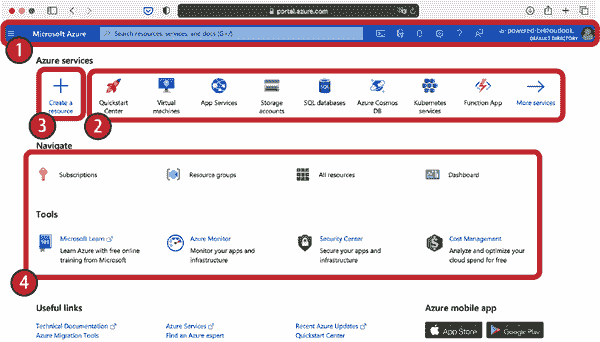 portal.azure.com
Microsoft Azure
Search resources, services, and docs (G+/)
DEFAULT DIRECTORY
1
Azure services
Create a
resource
Quickstart
Center
Virtual
machines
App Services
Storage
accounts
SQL databases
Azure Cosmos
DB
Kubernetes
services
Function App
More services
3
2
Navigate
Subscriptions
Resource groups
All resources
Dashboard
Tools
Microsoft Learn
Learn Azure with free online
training from Microsoft
Azure Monitor
Monitor your apps and
infrastructure
Security Center
Secure your apps and
infrastructure
Cost Management
Analyze and optimize your
cloud spend for free
4
Useful links
Technical Documentation
Azure Services
Recent Azure Updates
Azure Migration Tools
Find an Azure expert
Quickstart Center
Azure mobile app
App Store
Google Play